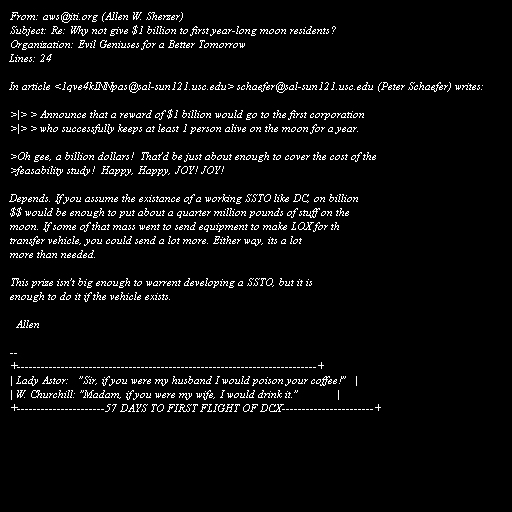 From: aws@iti.org (Allen W. Sherzer)
Subject: Re: Why not give $1 billion to first year-long moon residents?
Organization: Evil Geniuses for a Better Tomorrow
Lines: 24

In article <1qve4kINNpas@sal-sun121.usc.edu> schaefer@sal-sun121.usc.edu (Peter Schaefer) writes:

>|> > Announce that a reward of $1 billion would go to the first corporation
>|> > who successfully keeps at least 1 person alive on the moon for a year.

>Oh gee, a billion dollars!  That'd be just about enough to cover the cost of the
>feasability study!  Happy, Happy, JOY! JOY!

Depends. If you assume the existance of a working SSTO like DC, on billion
$$ would be enough to put about a quarter million pounds of stuff on the
moon. If some of that mass went to send equipment to make LOX for th
transfer vehicle, you could send a lot more. Either way, its a lot
more than needed.

This prize isn't big enough to warrent developing a SSTO, but it is
enough to do it if the vehicle exists.

  Allen

--
+---------------------------------------------------------------------------+
| Lady Astor:   "Sir, if you were my husband I would poison your coffee!"   |
| W. Churchill: "Madam, if you were my wife, I would drink it."             |
+----------------------57 DAYS TO FIRST FLIGHT OF DCX-----------------------+